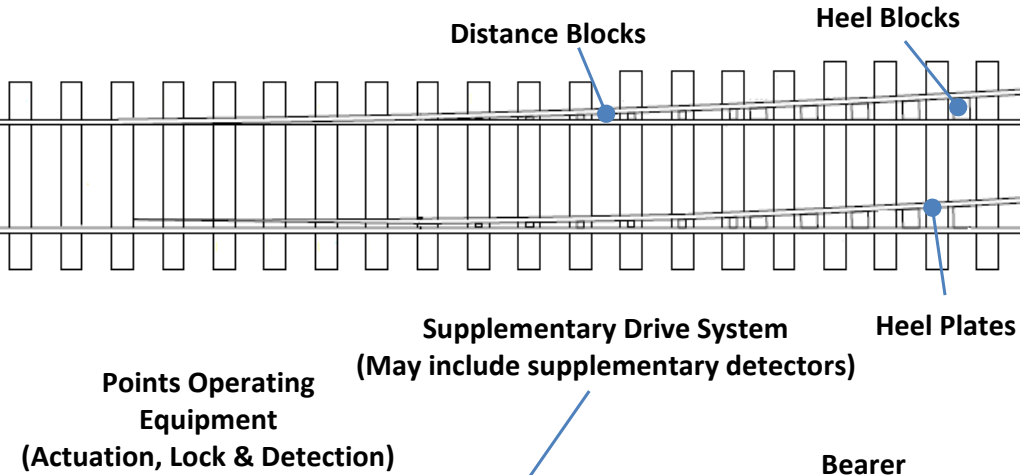 Distance Blocks
Heel Blocks
Heel Plates
Supplementary Drive System
(May include supplementary detectors)
Points Operating
Equipment
(Actuation, Lock & Detection)
Bearer